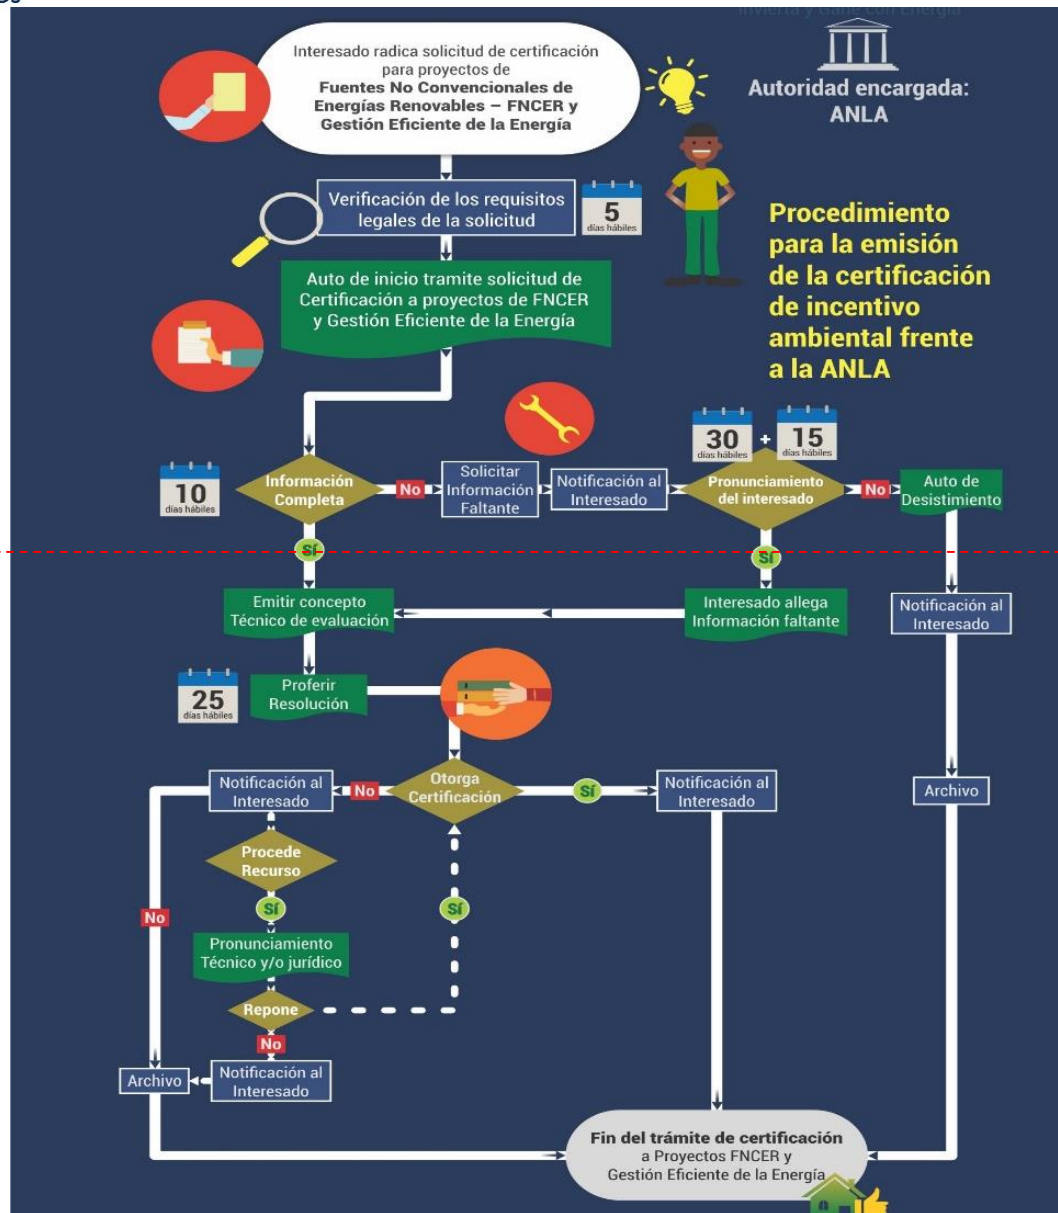 Invierta y Gane con Energía
Interesado radica solicitud de certificación
para proyectos de
Fuentes No Convencionales de
Energías Renovables – FNCER y
Gestión Eficiente de la Energía
Autoridad encargada:
ANLA
Verificación de los requisitos
legales de la solicitud
5
días hábiles
Procedimiento
para la emisión
de la certificación
de incentivo
ambiental frente
a la ANLA
Auto de inicio tramite solicitud de
Certificación a proyectos de FNCER
y Gestión Eficiente de la Energía
10
días hábiles
Información
Completa
No
Solicitar
Información
Faltante
Notificación al
Interesado
30
días hábiles
+
15
días hábiles
Pronunciamiento
del interesado
No
Auto de
Desistimiento
Sí
Sí
Emitir concepto
Técnico de evaluación
Interesado allega
Información faltante
Notificación al
Interesado
25
días hábiles
Proferir
Resolución
Notificación al
Interesado
No
Otorga
Certificación
Sí
Notificación al
Interesado
Archivo
Procede
Recurso
No
Sí
Sí
Pronunciamiento
Técnico y/o jurídico
Repone
No
Archivo
Notificación al
Interesado
Fin del trámite de certificación
a Proyectos FNCER y
Gestión Eficiente de la Energía